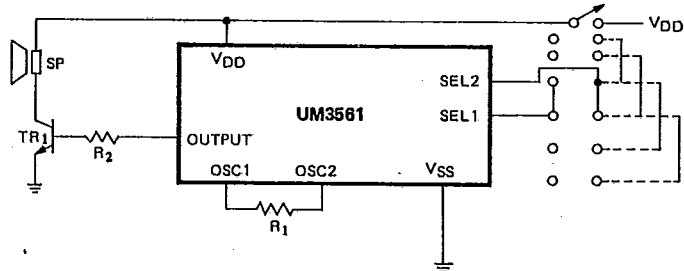 VDD
SP
VDD
SEL2
UM3561
SEL1
TR1
OUTPUT
R2
OSC1
OSC2
VSS
R1